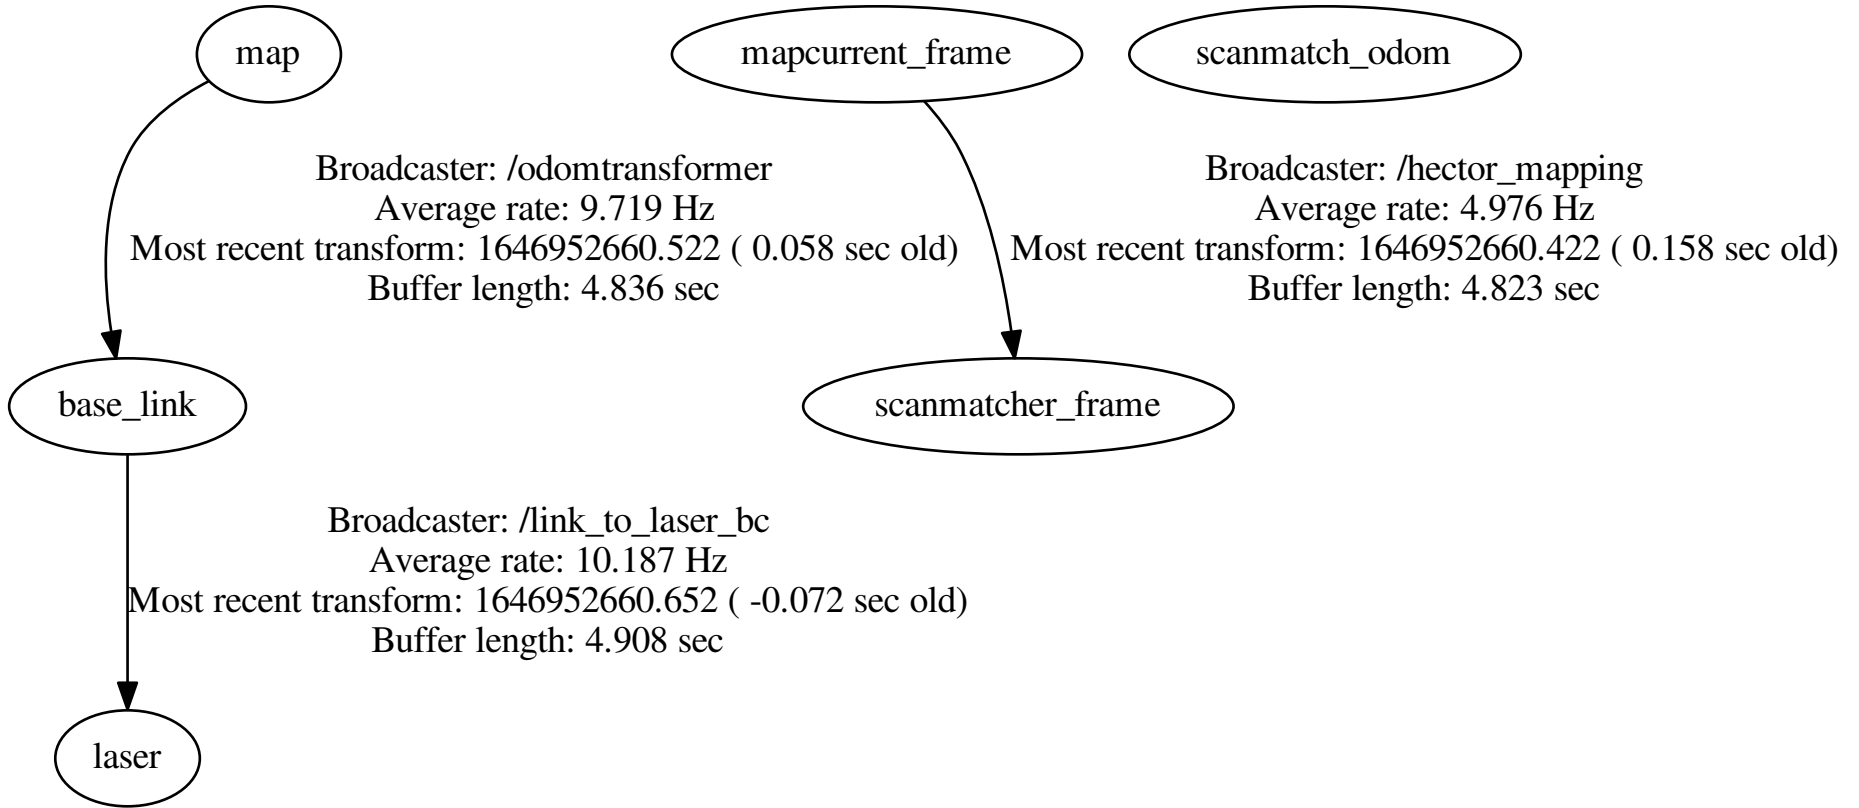 map
mapcurrent_frame
scanmatch_odom
Broadcaster: /odomtransformer
Average rate: 9.719 Hz
Most recent transform: 1646952660.522 ( 0.058 sec old)
Buffer length: 4.836 sec
Broadcaster: /hector_mapping
Average rate: 4.976 Hz
Most recent transform: 1646952660.422 ( 0.158 sec old)
Buffer length: 4.823 sec
base_link
scanmatcher_frame
Broadcaster: /link_to_laser_bc
Average rate: 10.187 Hz
Most recent transform: 1646952660.652 ( -0.072 sec old)
Buffer length: 4.908 sec
laser